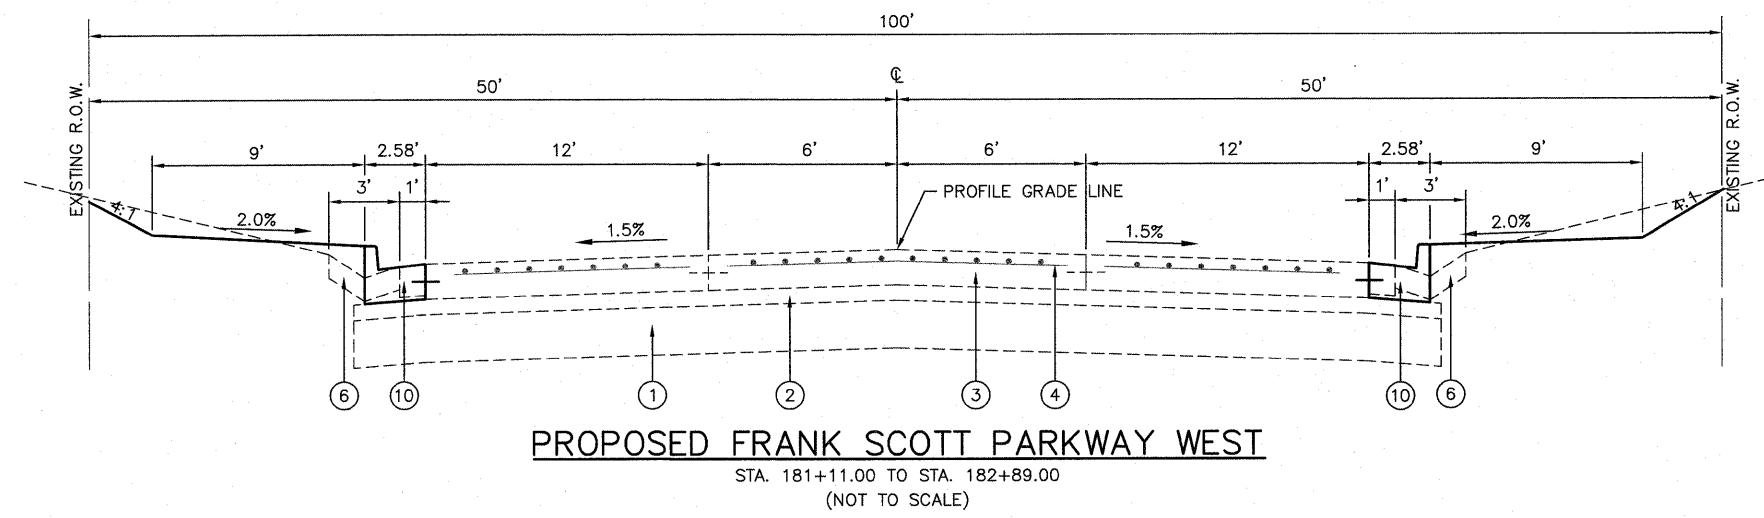 100'
℄
50' 50'
EXISTING R.O.W.
EXISTING R.O.W.
9' 2.58' 12' 6' 6' 12' 2.58' 9'
3' 1' 1' 3'
PROFILE GRADE LINE
4:1 2.0% 1.5% 1.5% 2.0% 4:1
6 10 1 2 3 4 10 6
PROPOSED FRANK SCOTT PARKWAY WEST
STA. 181+11.00 TO STA. 182+89.00
(NOT TO SCALE)